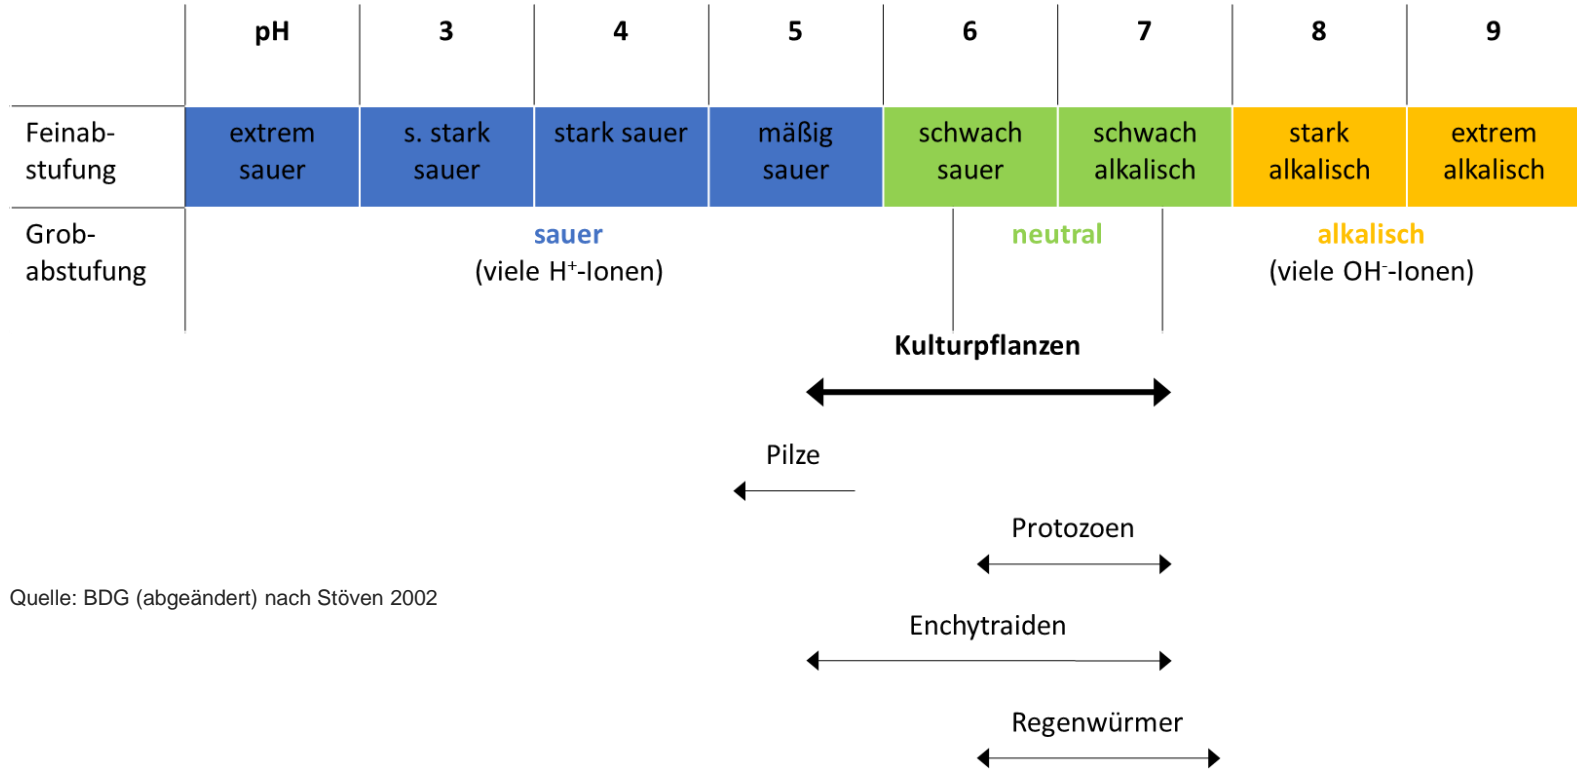 pH 3 4 5 6 7 8 9
Feinab-
stufung
extrem
sauer
s. stark
sauer
stark sauer
mäßig
sauer
schwach
sauer
schwach
alkalisch
stark
alkalisch
extrem
alkalisch
Grob-
abstufung
sauer
(viele H⁺-Ionen)
neutral
alkalisch
(viele OH⁻-Ionen)
Kulturpflanzen
Pilze
Protozoen
Quelle: BDG (abgeändert) nach Stöven 2002
Enchytraiden
Regenwürmer